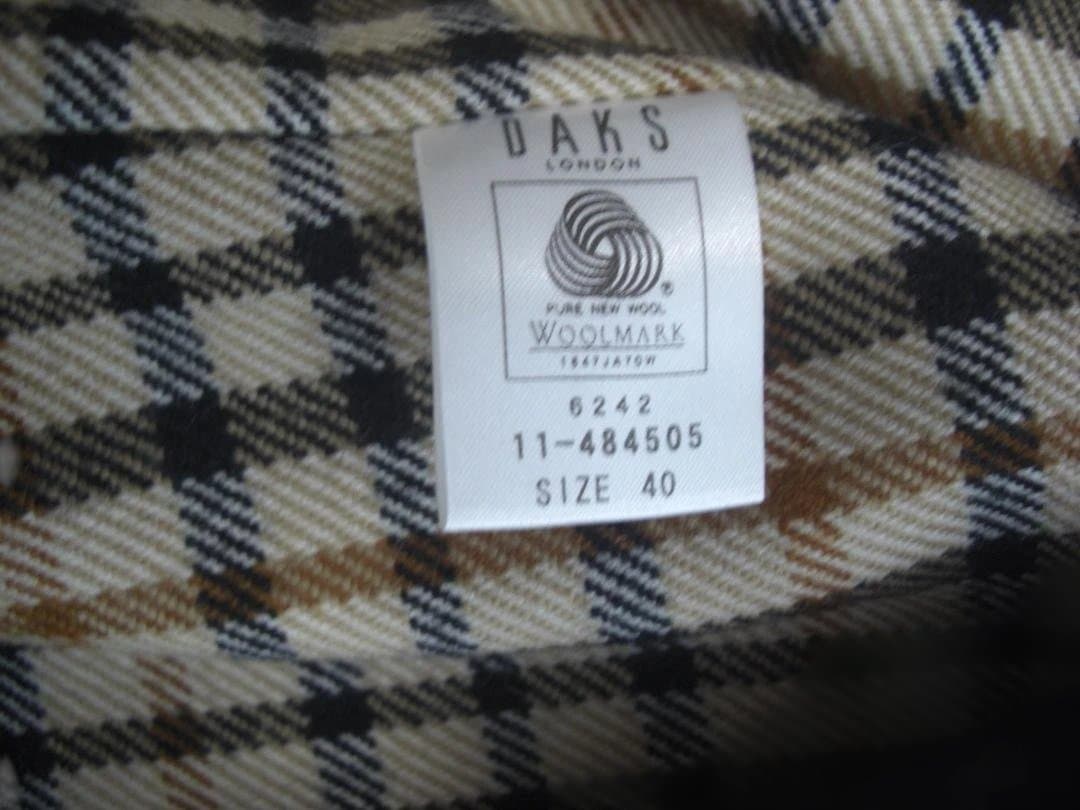 DAKS
LONDON
®
PURE NEW WOOL
WOOLMARK
6242
11-484505
SIZE 40